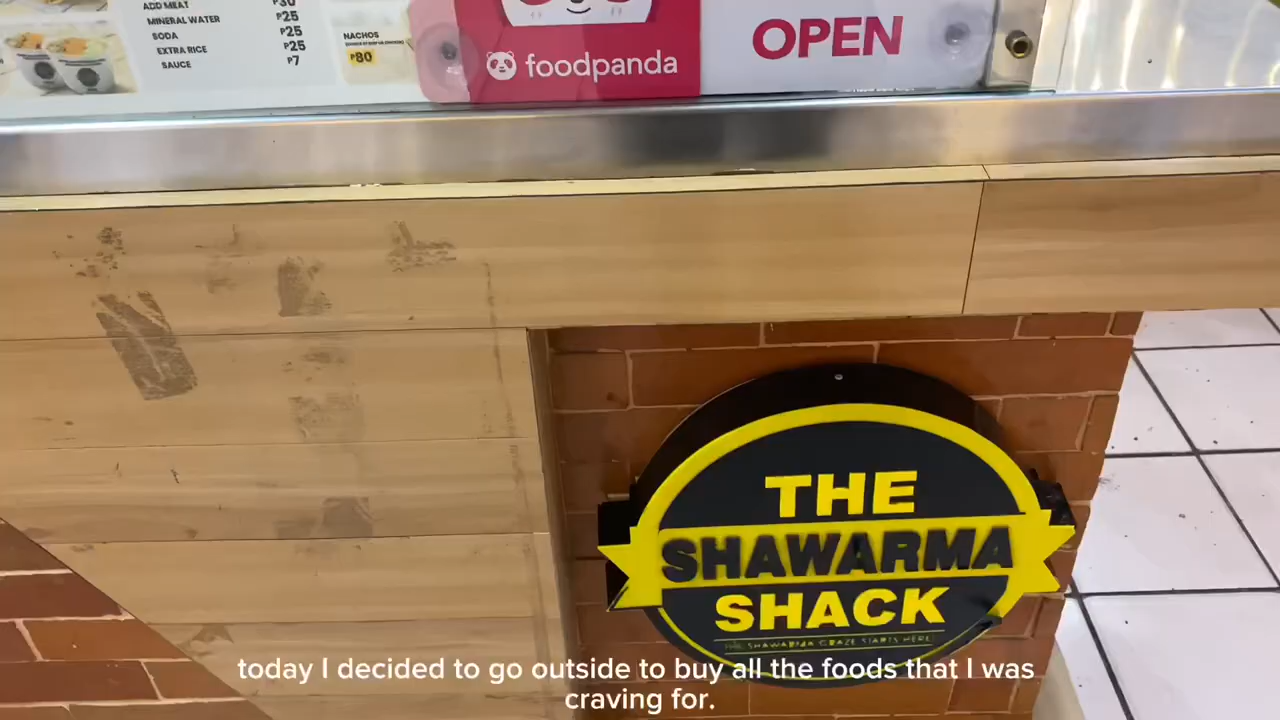 ADD MEAT ₱30
MINERAL WATER ₱25
SODA ₱25
EXTRA RICE ₱25
SAUCE ₱7
NACHOS
₱80
foodpanda
OPEN
THE
SHAWARMA
SHACK
SHAWARMA CRAZE STARTS HERE!
today I decided to go outside to buy all the foods that I was
craving for.